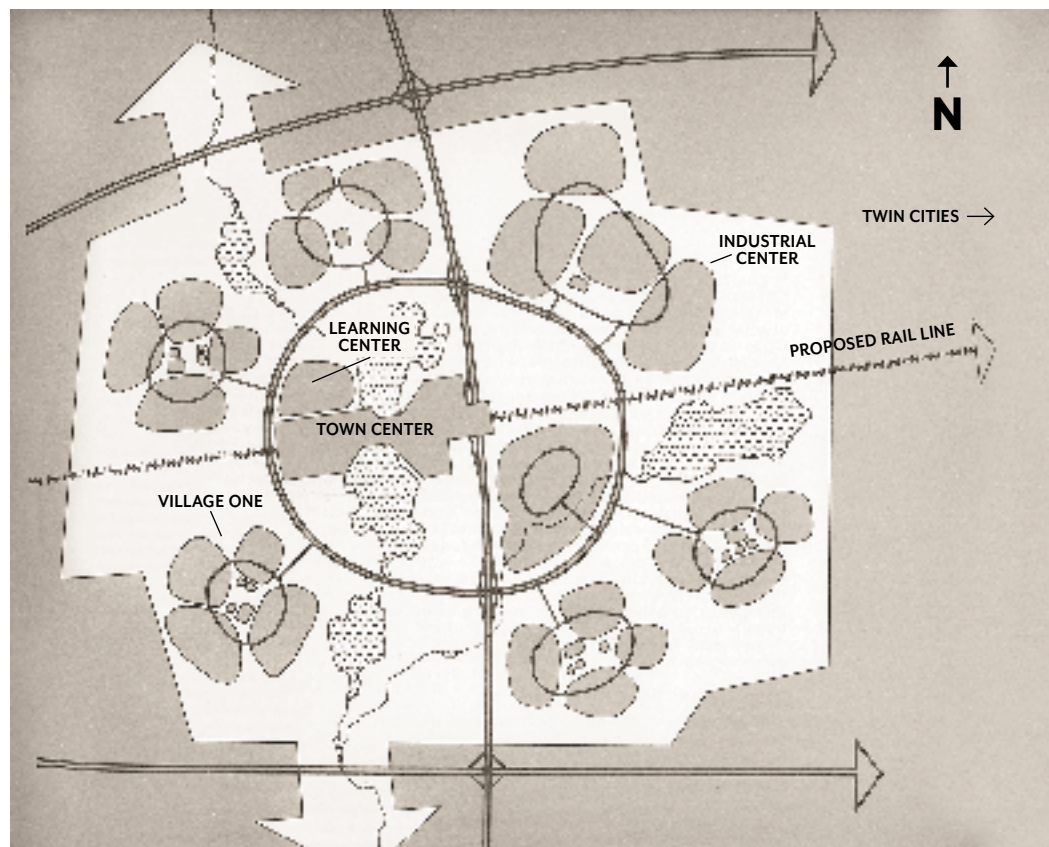 N
TWIN CITIES
INDUSTRIAL
CENTER
PROPOSED RAIL LINE
LEARNING
CENTER
TOWN CENTER
VILLAGE ONE